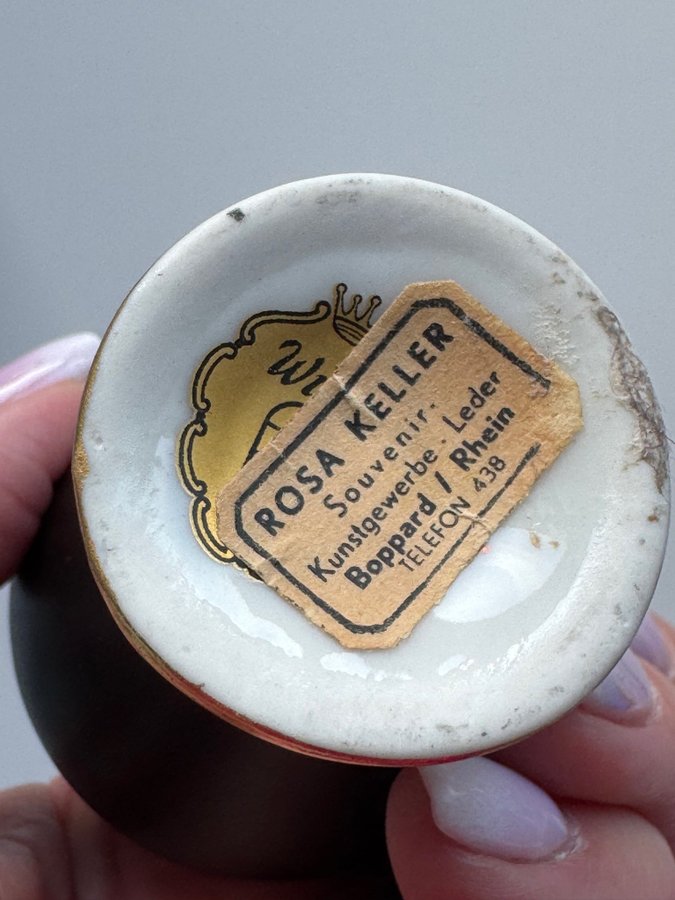 ROSA KELLER
Souvenir.
Kunstgewerbe - Leder
Boppard / Rhein
TELEFON 438